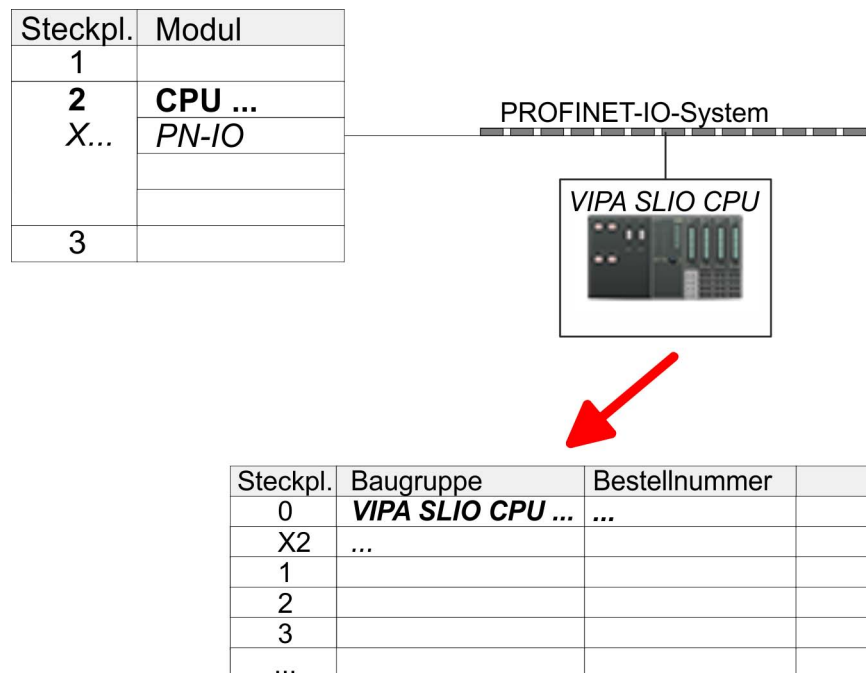 Steckpl. Modul
1
2 CPU ...
X... PN-IO
3
PROFINET-IO-System
VIPA SLIO CPU
Steckpl. Baugruppe Bestellnummer
0 VIPA SLIO CPU ... ...
X2 ...
1
2
3
...